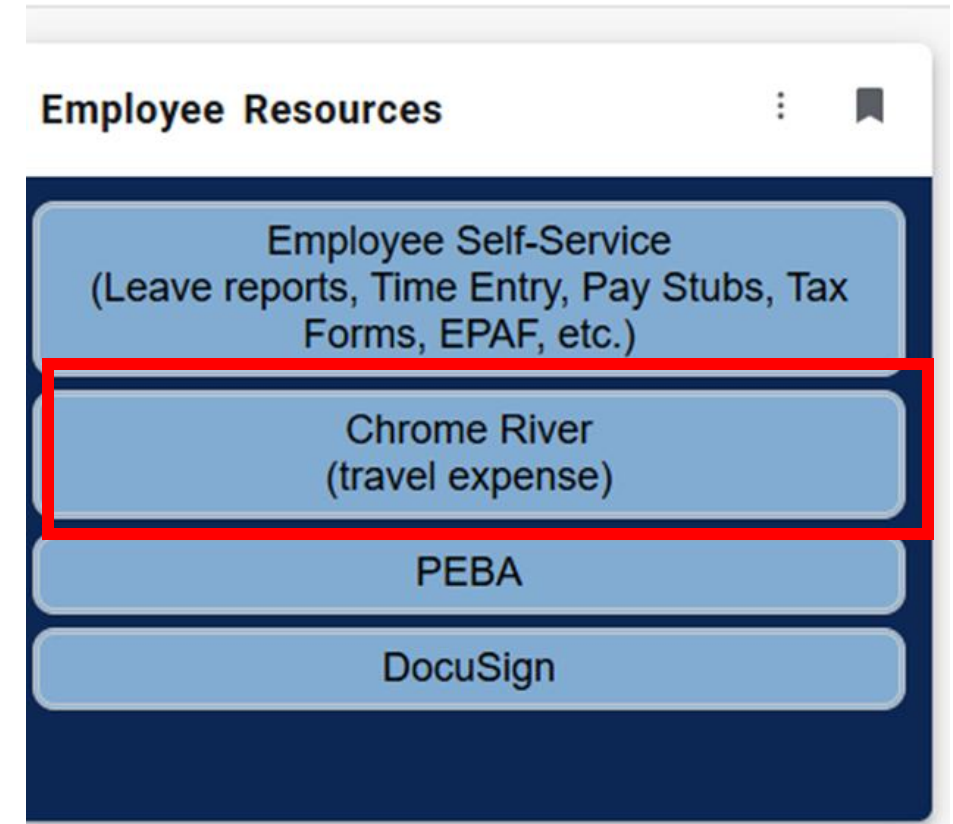 Employee Resources
Employee Self-Service
(Leave reports, Time Entry, Pay Stubs, Tax
Forms, EPAF, etc.)
Chrome River
(travel expense)
PEBA
DocuSign